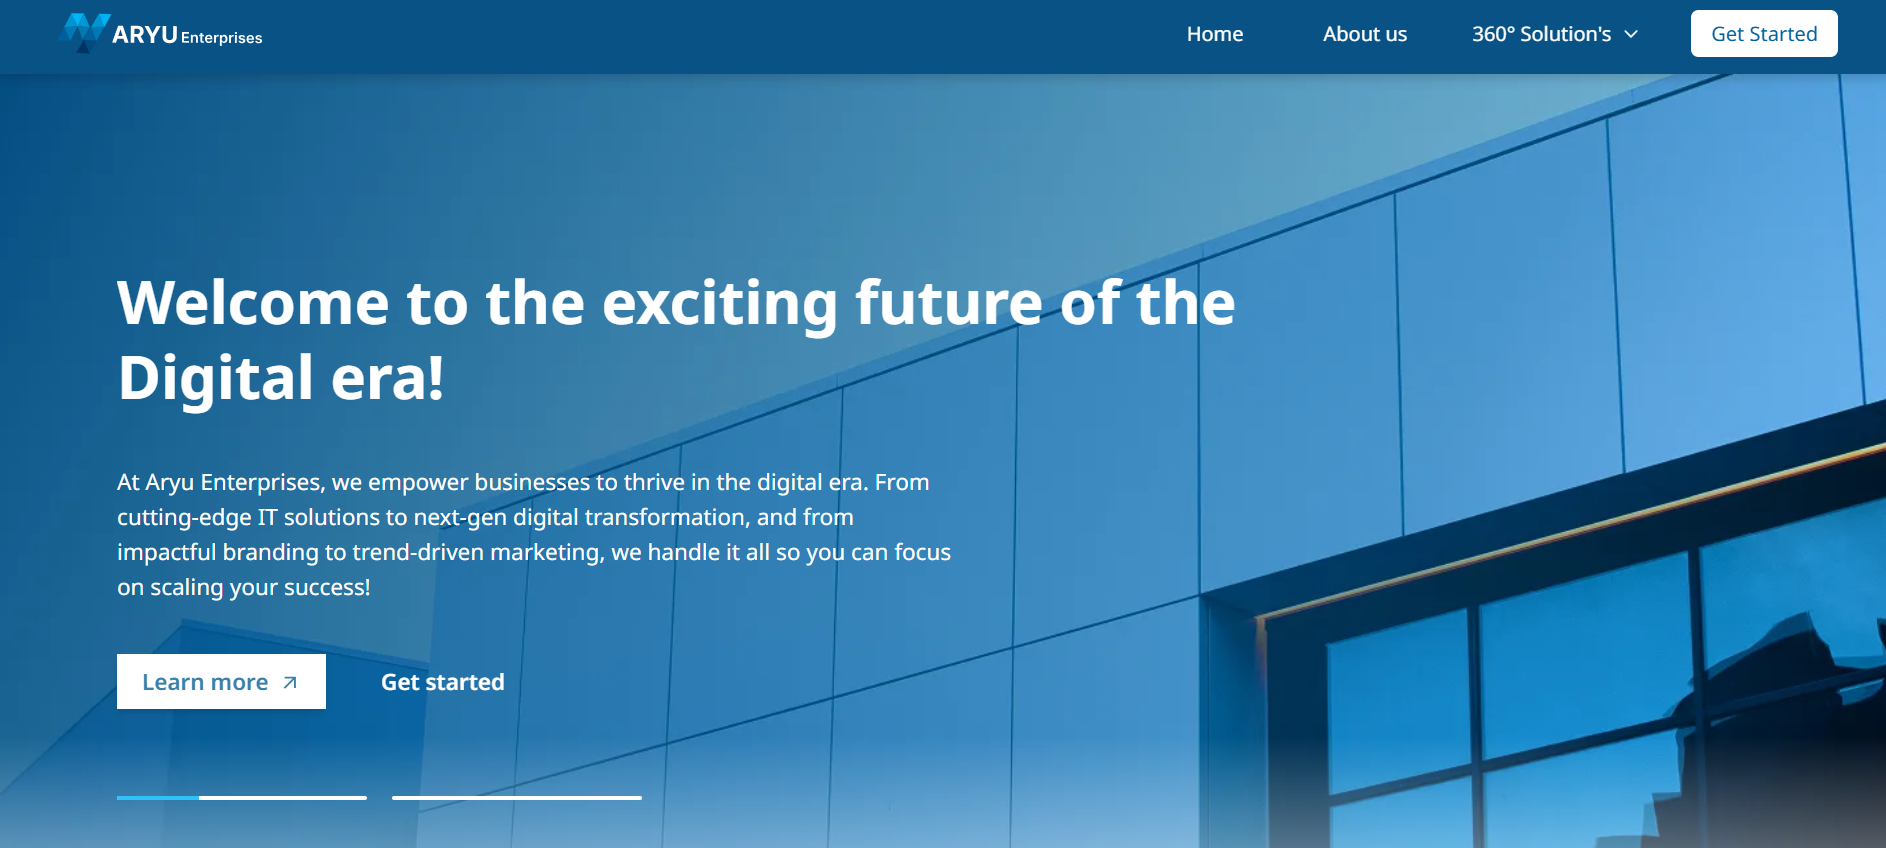 ARYU Enterprises
Home
About us
360° Solution's
Get Started
Welcome to the exciting future of the
Digital era!
At Aryu Enterprises, we empower businesses to thrive in the digital era. From
cutting-edge IT solutions to next-gen digital transformation, and from
impactful branding to trend-driven marketing, we handle it all so you can focus
on scaling your success!
Learn more
Get started